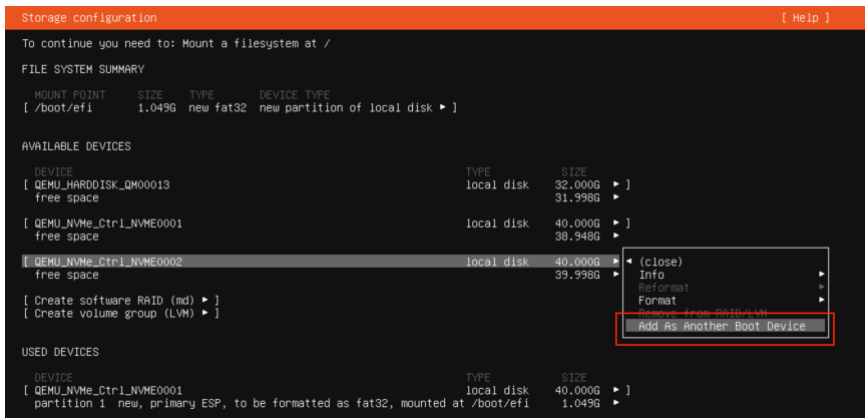 Storage configuration [ Help ]
To continue you need to: Mount a filesystem at /
FILE SYSTEM SUMMARY
MOUNT POINT SIZE TYPE DEVICE TYPE
[ /boot/efi 1.049G new fat32 new partition of local disk ▸ ]
AVAILABLE DEVICES
DEVICE TYPE SIZE
[ QEMU_HARDDISK_QM00013 local disk 32.000G ▸ ]
free space 31.998G ▸
[ QEMU_NVMe_Ctrl_NVME0001 local disk 40.000G ▸ ]
free space 38.948G ▸
[ QEMU_NVMe_Ctrl_NVME0002 local disk 40.000G ▸ ◂ (close)
free space 39.998G ▸ Info ▸
Reformat ▸
[ Create software RAID (md) ▸ ] Format ▸
[ Create volume group (LVM) ▸ ] Remove from RAID/LVM
Add As Another Boot Device
USED DEVICES
DEVICE TYPE SIZE
[ QEMU_NVMe_Ctrl_NVME0001 local disk 40.000G ▸ ]
partition 1 new, primary ESP, to be formatted as fat32, mounted at /boot/efi 1.049G ▸